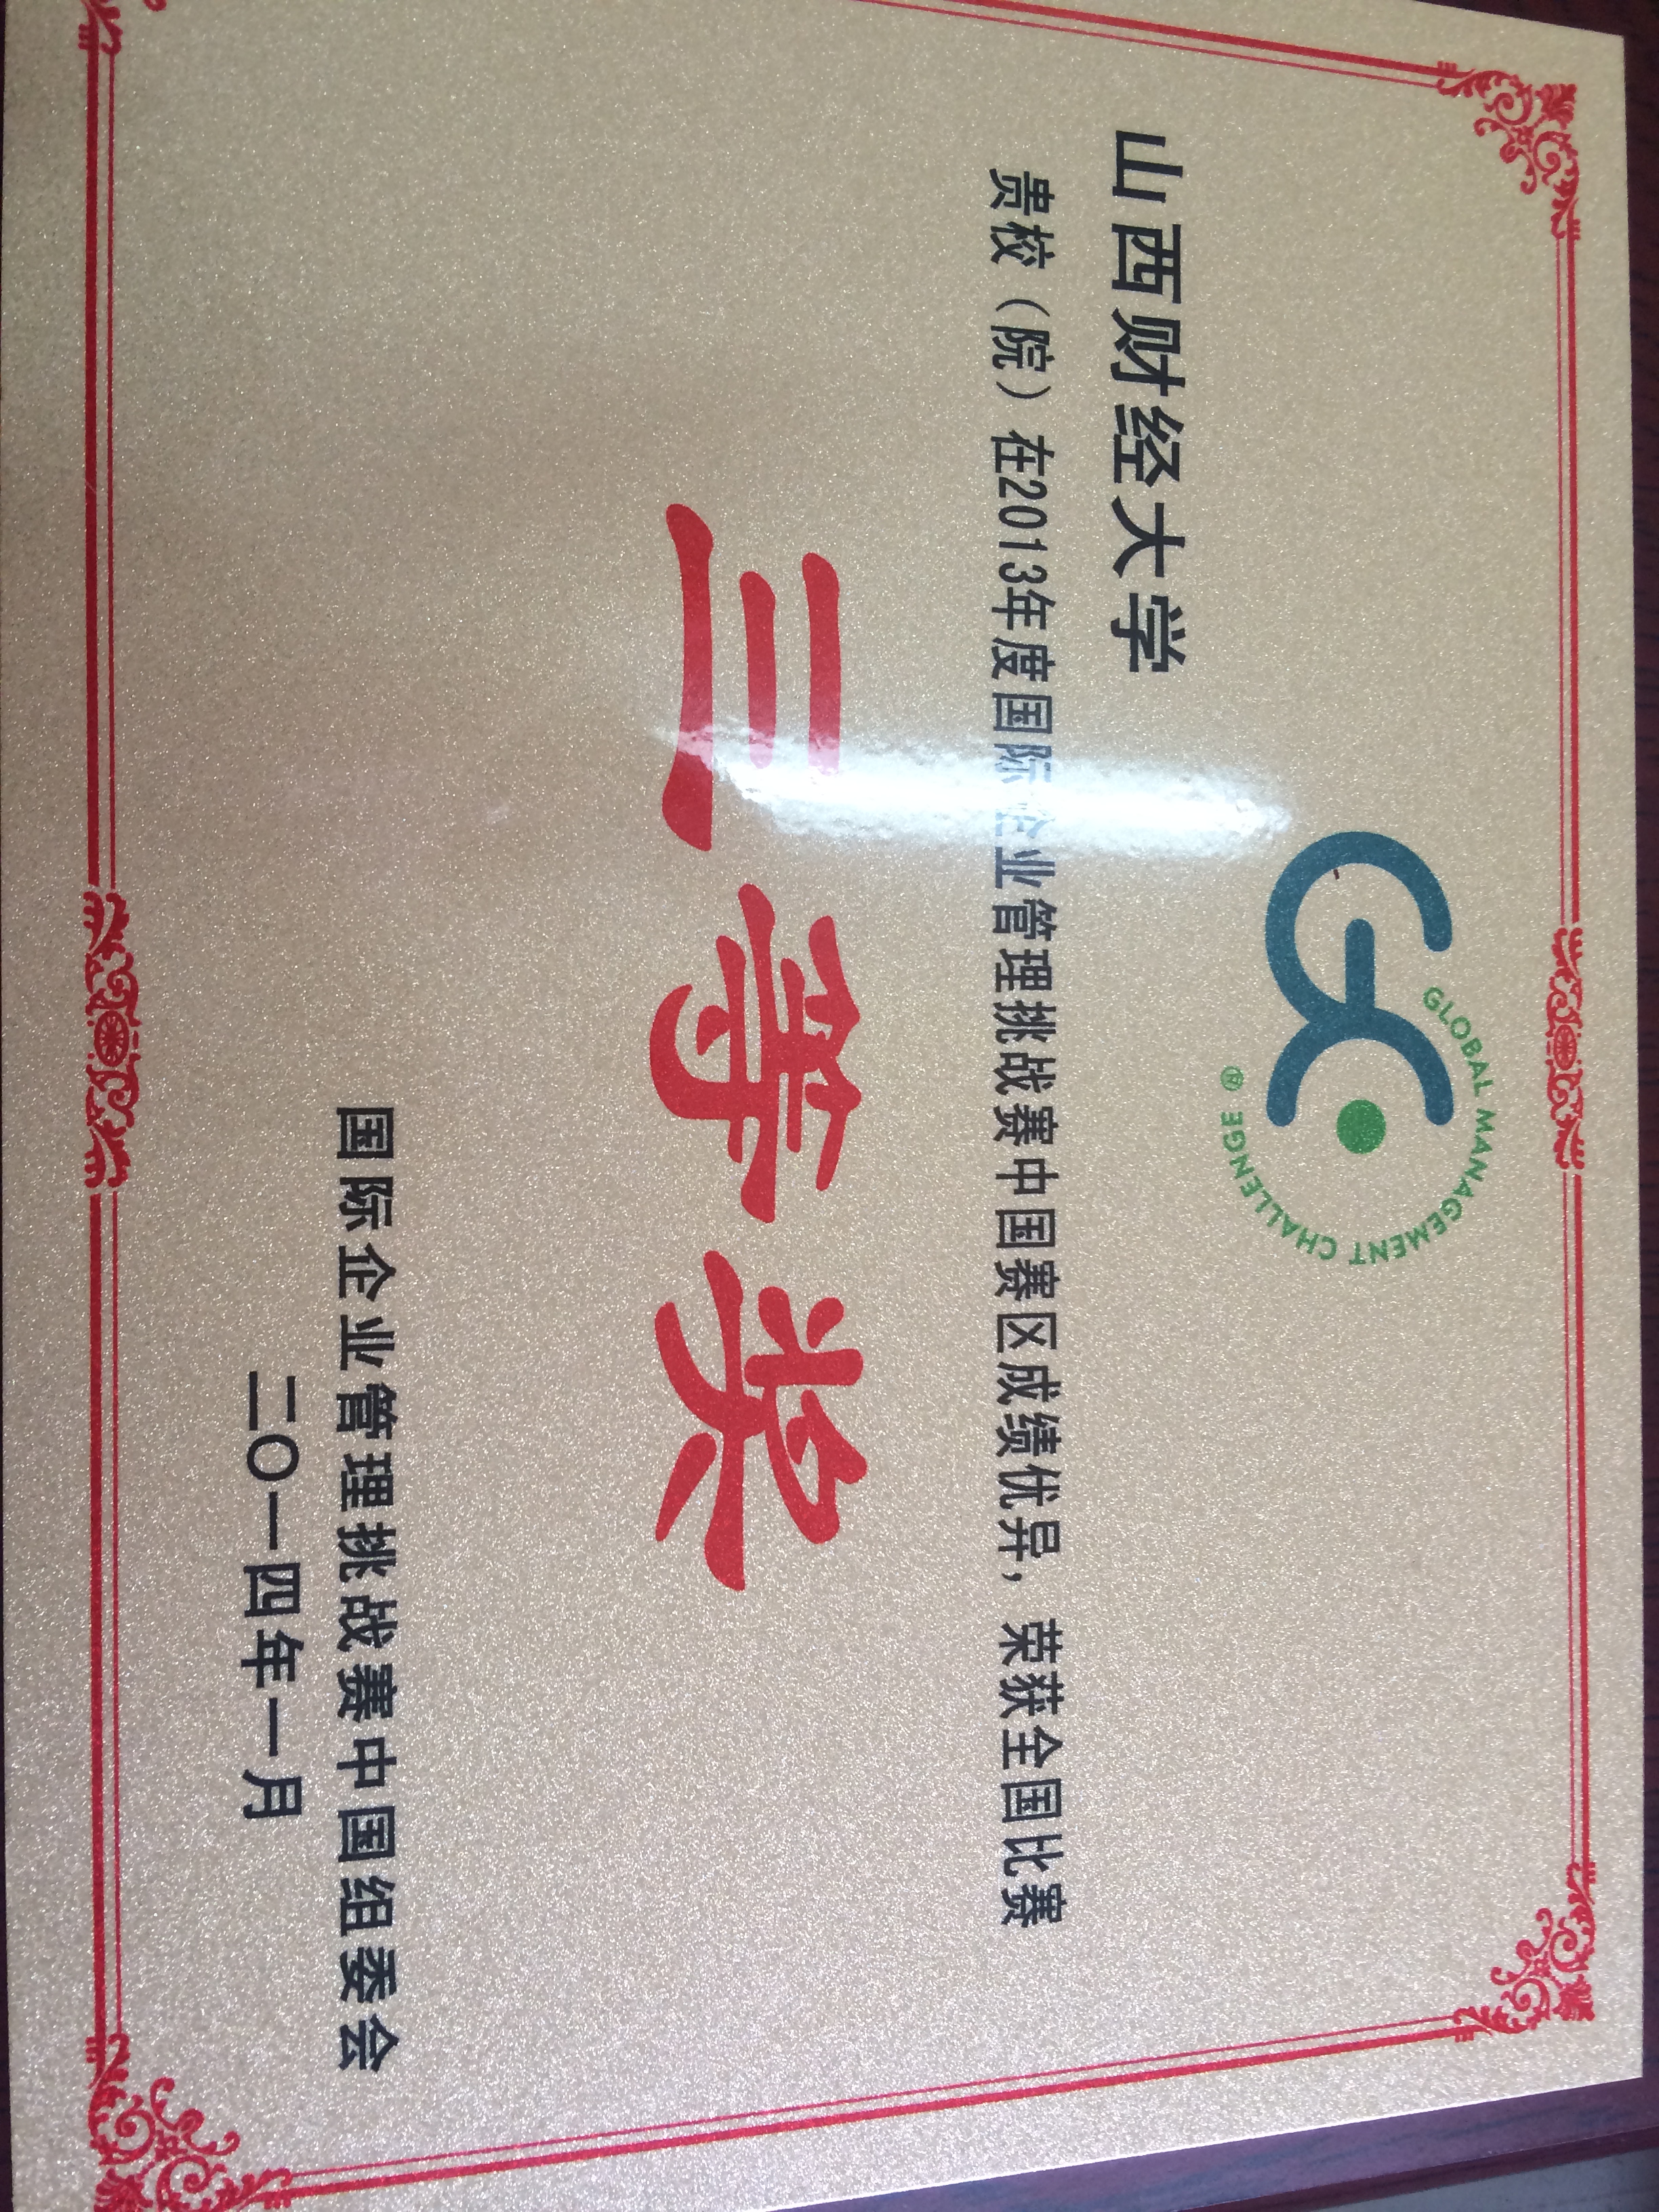 GLOBAL MANAGEMENT CHALLENGE ®
山西财经大学
贵校（院）在2013年度国际企业管理挑战赛中国赛区成绩优异，荣获全国比赛
三等奖
国际企业管理挑战赛中国组委会
二〇一四年一月